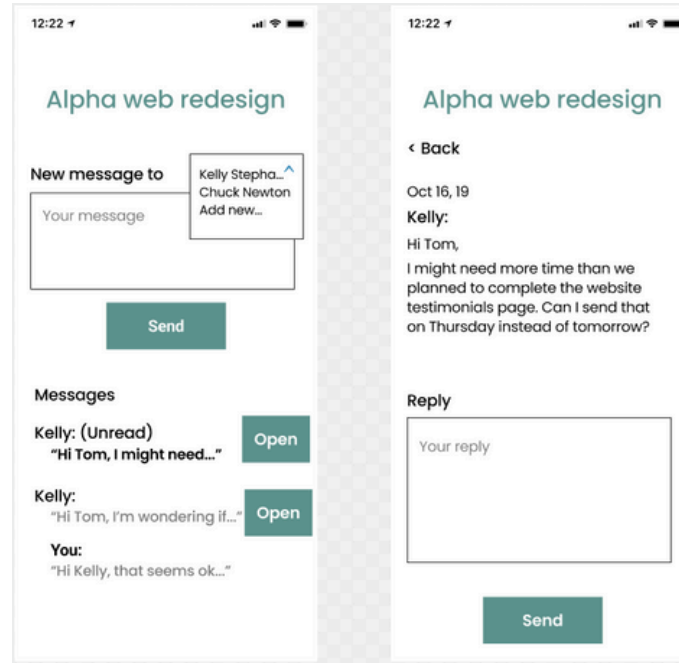 12:22
Alpha web redesign
New message to
Kelly Stepha...
Chuck Newton
Add new...
Your message
Send
Messages
Kelly: (Unread)
“Hi Tom, I might need...”
Open
Kelly:
“Hi Tom, I’m wondering if...”
Open
You:
“Hi Kelly, that seems ok...”
12:22
Alpha web redesign
< Back
Oct 16, 19
Kelly:
Hi Tom,
I might need more time than we
planned to complete the website
testimonials page. Can I send that
on Thursday instead of tomorrow?
Reply
Your reply
Send